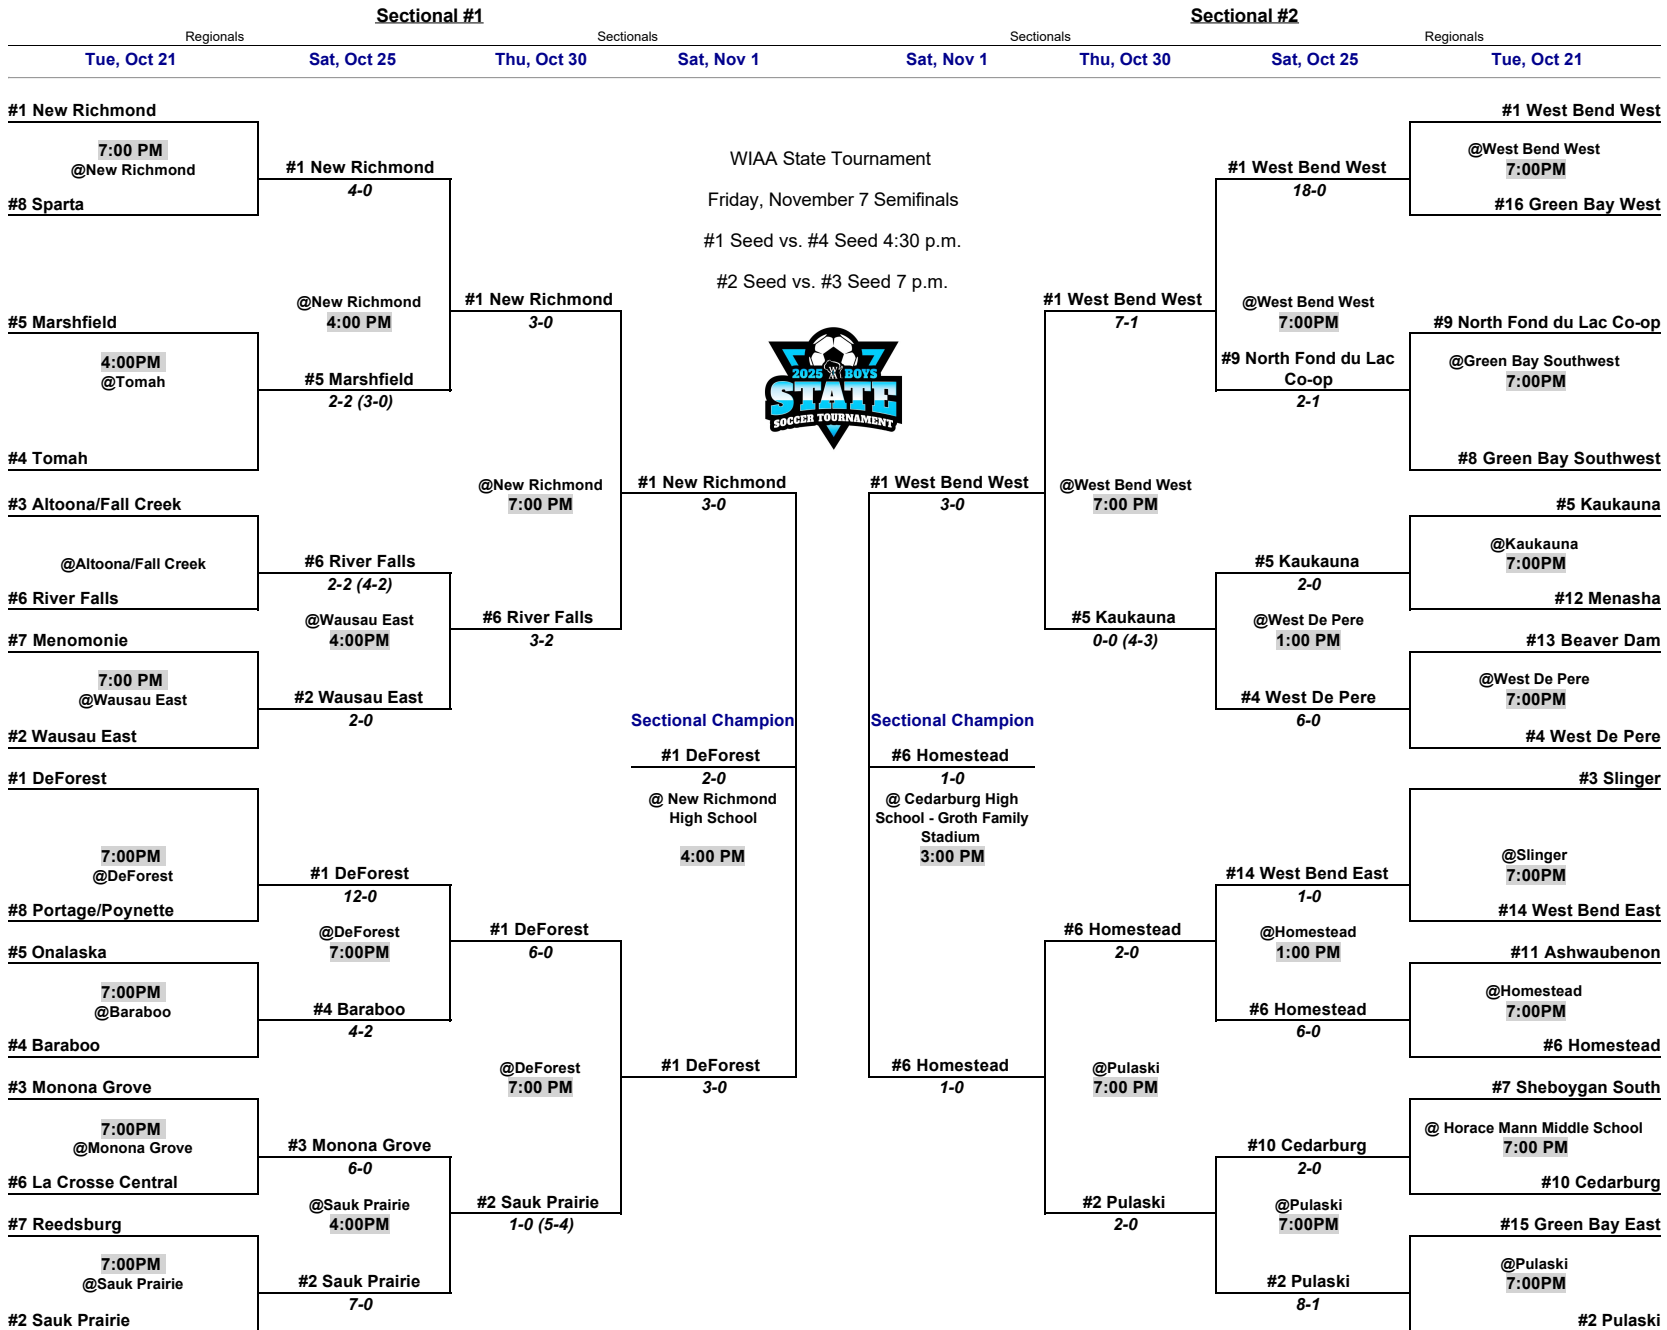 Sectional #1
Sectional #2
Regionals
Sectionals
Sectionals
Regionals
Tue, Oct 21
Sat, Oct 25
Thu, Oct 30
Sat, Nov 1
Sat, Nov 1
Thu, Oct 30
Sat, Oct 25
Tue, Oct 21
#1 New Richmond
7:00 PM
@New Richmond
#8 Sparta
#5 Marshfield
4:00PM
@Tomah
#4 Tomah
#3 Altoona/Fall Creek
@Altoona/Fall Creek
#6 River Falls
#7 Menomonie
7:00 PM
@Wausau East
#2 Wausau East
#1 DeForest
7:00PM
@DeForest
#8 Portage/Poynette
#5 Onalaska
7:00PM
@Baraboo
#4 Baraboo
#3 Monona Grove
7:00PM
@Monona Grove
#6 La Crosse Central
#7 Reedsburg
7:00PM
@Sauk Prairie
#2 Sauk Prairie
#1 New Richmond
4-0
@New Richmond
4:00 PM
#5 Marshfield
2-2 (3-0)
#6 River Falls
2-2 (4-2)
@Wausau East
4:00PM
#2 Wausau East
2-0
#1 DeForest
12-0
@DeForest
7:00PM
#4 Baraboo
4-2
#3 Monona Grove
6-0
@Sauk Prairie
4:00PM
#2 Sauk Prairie
7-0
#1 New Richmond
3-0
@New Richmond
7:00 PM
#6 River Falls
3-2
#1 DeForest
6-0
@DeForest
7:00 PM
#2 Sauk Prairie
1-0 (5-4)
WIAA State Tournament
Friday, November 7 Semifinals
#1 Seed vs. #4 Seed 4:30 p.m.
#2 Seed vs. #3 Seed 7 p.m.
2025 BOYS
STATE
SOCCER TOURNAMENT
#1 New Richmond
3-0
Sectional Champion
#1 DeForest
2-0
@ New Richmond
High School
4:00 PM
#1 DeForest
3-0
#1 West Bend West
3-0
Sectional Champion
#6 Homestead
1-0
@ Cedarburg High
School - Groth Family
Stadium
3:00 PM
#6 Homestead
1-0
#1 West Bend West
7-1
@West Bend West
7:00 PM
#5 Kaukauna
0-0 (4-3)
#6 Homestead
2-0
@Pulaski
7:00 PM
#2 Pulaski
2-0
#1 West Bend West
18-0
@West Bend West
7:00PM
#9 North Fond du Lac
Co-op
2-1
#5 Kaukauna
2-0
@West De Pere
1:00 PM
#4 West De Pere
6-0
#14 West Bend East
1-0
@Homestead
1:00 PM
#6 Homestead
6-0
#10 Cedarburg
2-0
@Pulaski
7:00PM
#2 Pulaski
8-1
#1 West Bend West
@West Bend West
7:00PM
#16 Green Bay West
#9 North Fond du Lac Co-op
@Green Bay Southwest
7:00PM
#8 Green Bay Southwest
#5 Kaukauna
@Kaukauna
7:00PM
#12 Menasha
#13 Beaver Dam
@West De Pere
7:00PM
#4 West De Pere
#3 Slinger
@Slinger
7:00PM
#14 West Bend East
#11 Ashwaubenon
@Homestead
7:00PM
#6 Homestead
#7 Sheboygan South
@ Horace Mann Middle School
7:00 PM
#10 Cedarburg
#15 Green Bay East
@Pulaski
7:00PM
#2 Pulaski